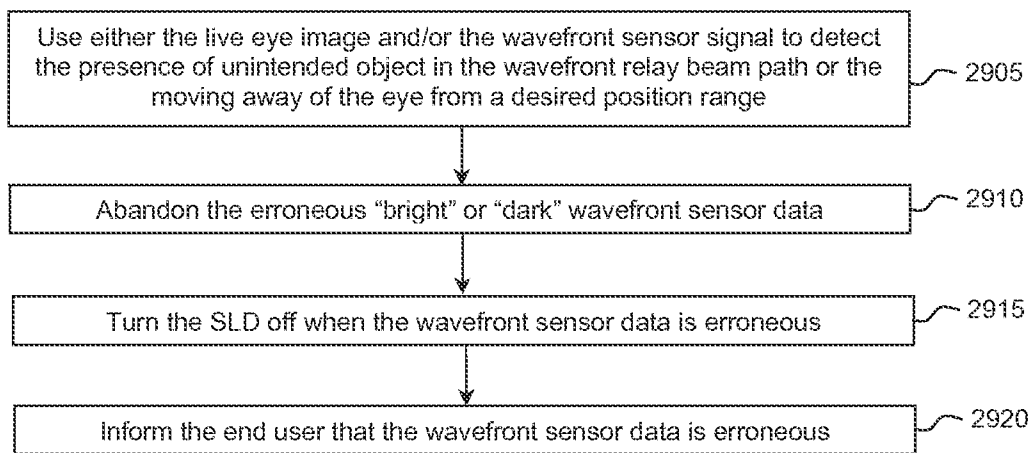 Use either the live eye image and/or the wavefront sensor signal to detect
the presence of unintended object in the wavefront relay beam path or the
moving away of the eye from a desired position range
2905
Abandon the erroneous “bright” or “dark” wavefront sensor data
2910
Turn the SLD off when the wavefront sensor data is erroneous
2915
Inform the end user that the wavefront sensor data is erroneous
2920